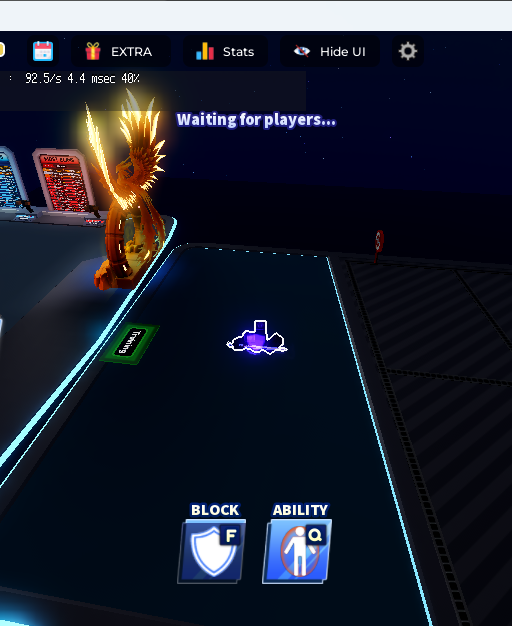 EXTRA
Stats
Hide UI
: 92.5/s 4.4 msec 40%
Waiting for players...
Training
BLOCK
ABILITY
F
Q